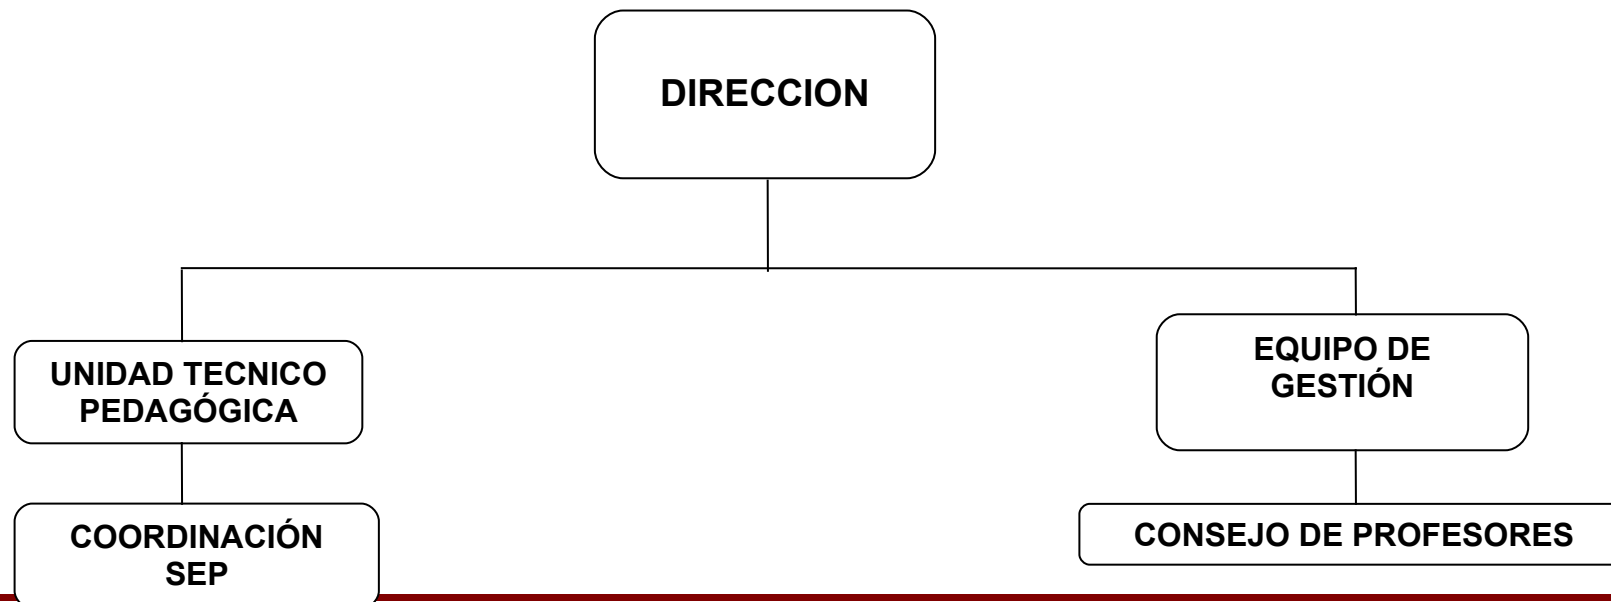 DIRECCION
UNIDAD TECNICO
PEDAGÓGICA
EQUIPO DE
GESTIÓN
COORDINACIÓN
SEP
CONSEJO DE PROFESORES